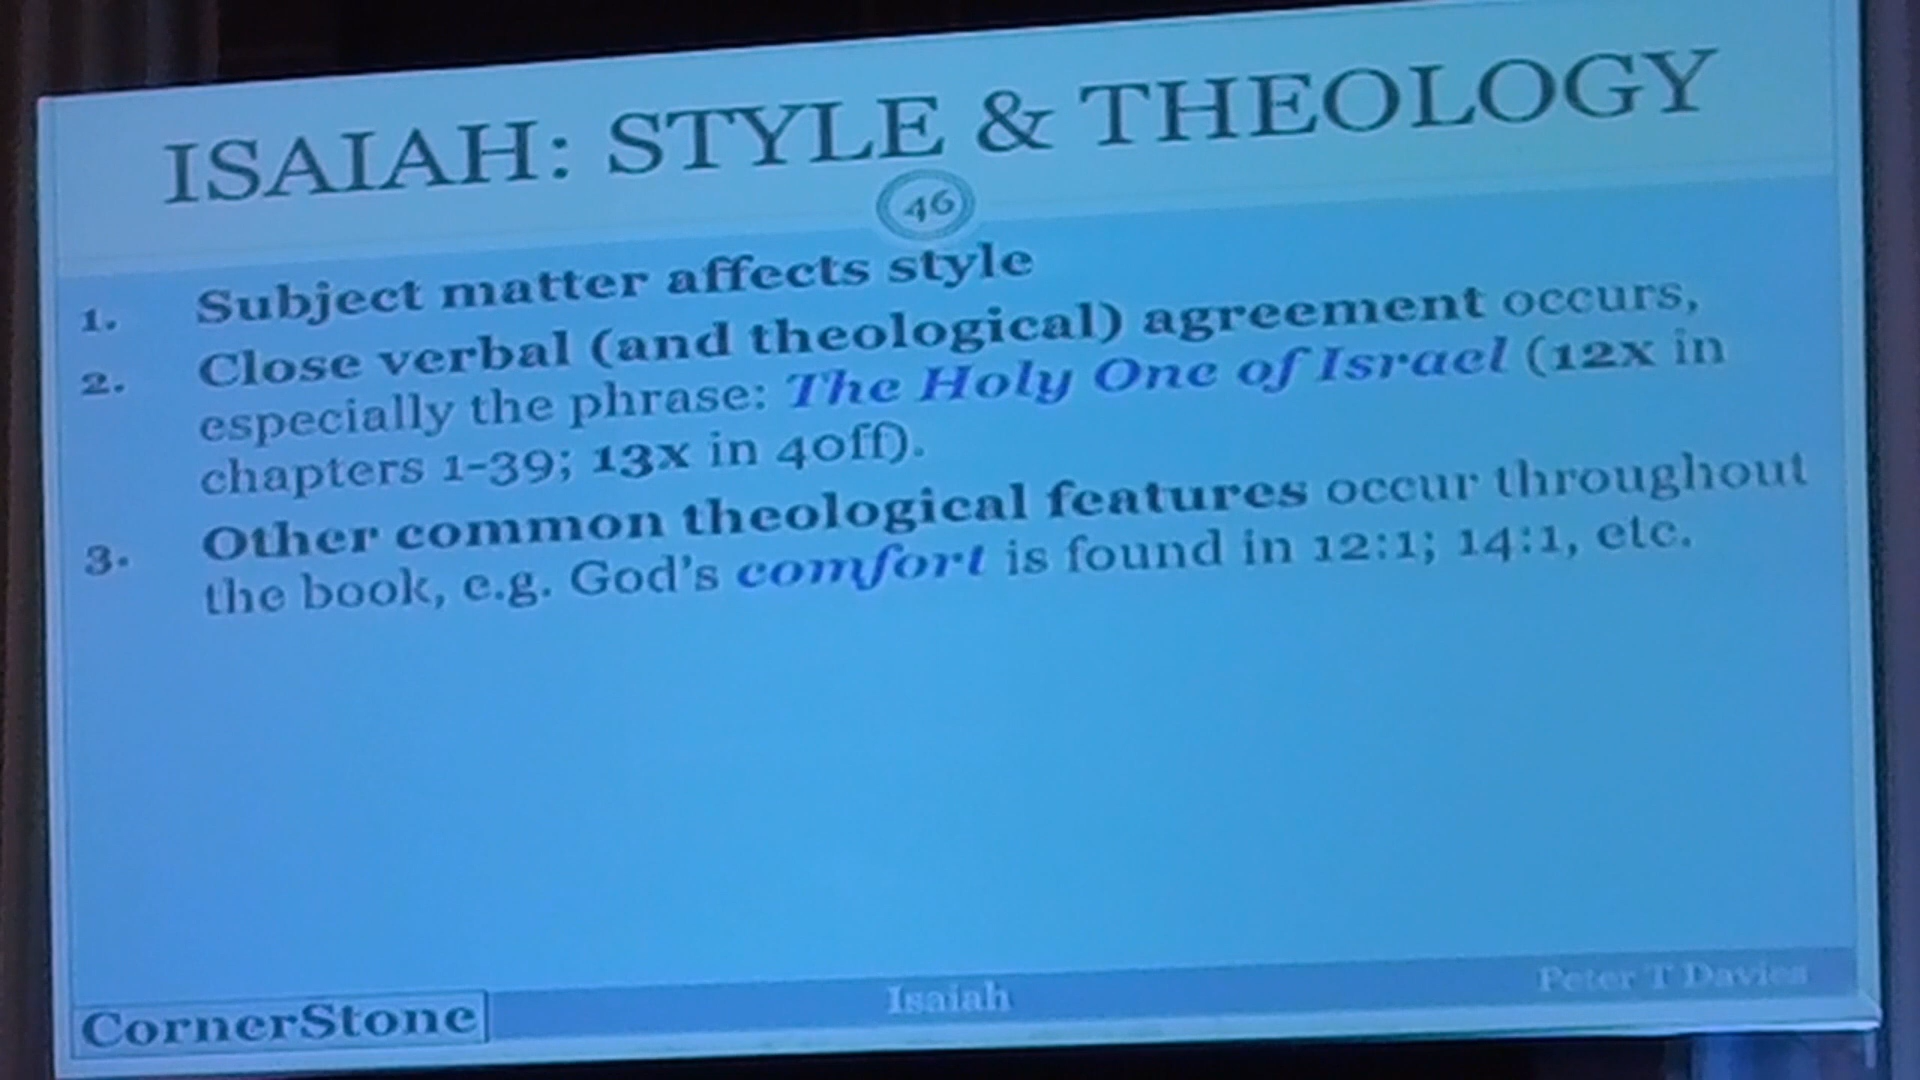 ISAIAH: STYLE & THEOLOGY
46
1. Subject matter affects style
2. Close verbal (and theological) agreement occurs,
especially the phrase: The Holy One of Israel (12x in
chapters 1-39; 13x in 40ff).
3. Other common theological features occur throughout
the book, e.g. God's comfort is found in 12:1; 14:1, etc.
CornerStone
Isaiah
Peter T Davies